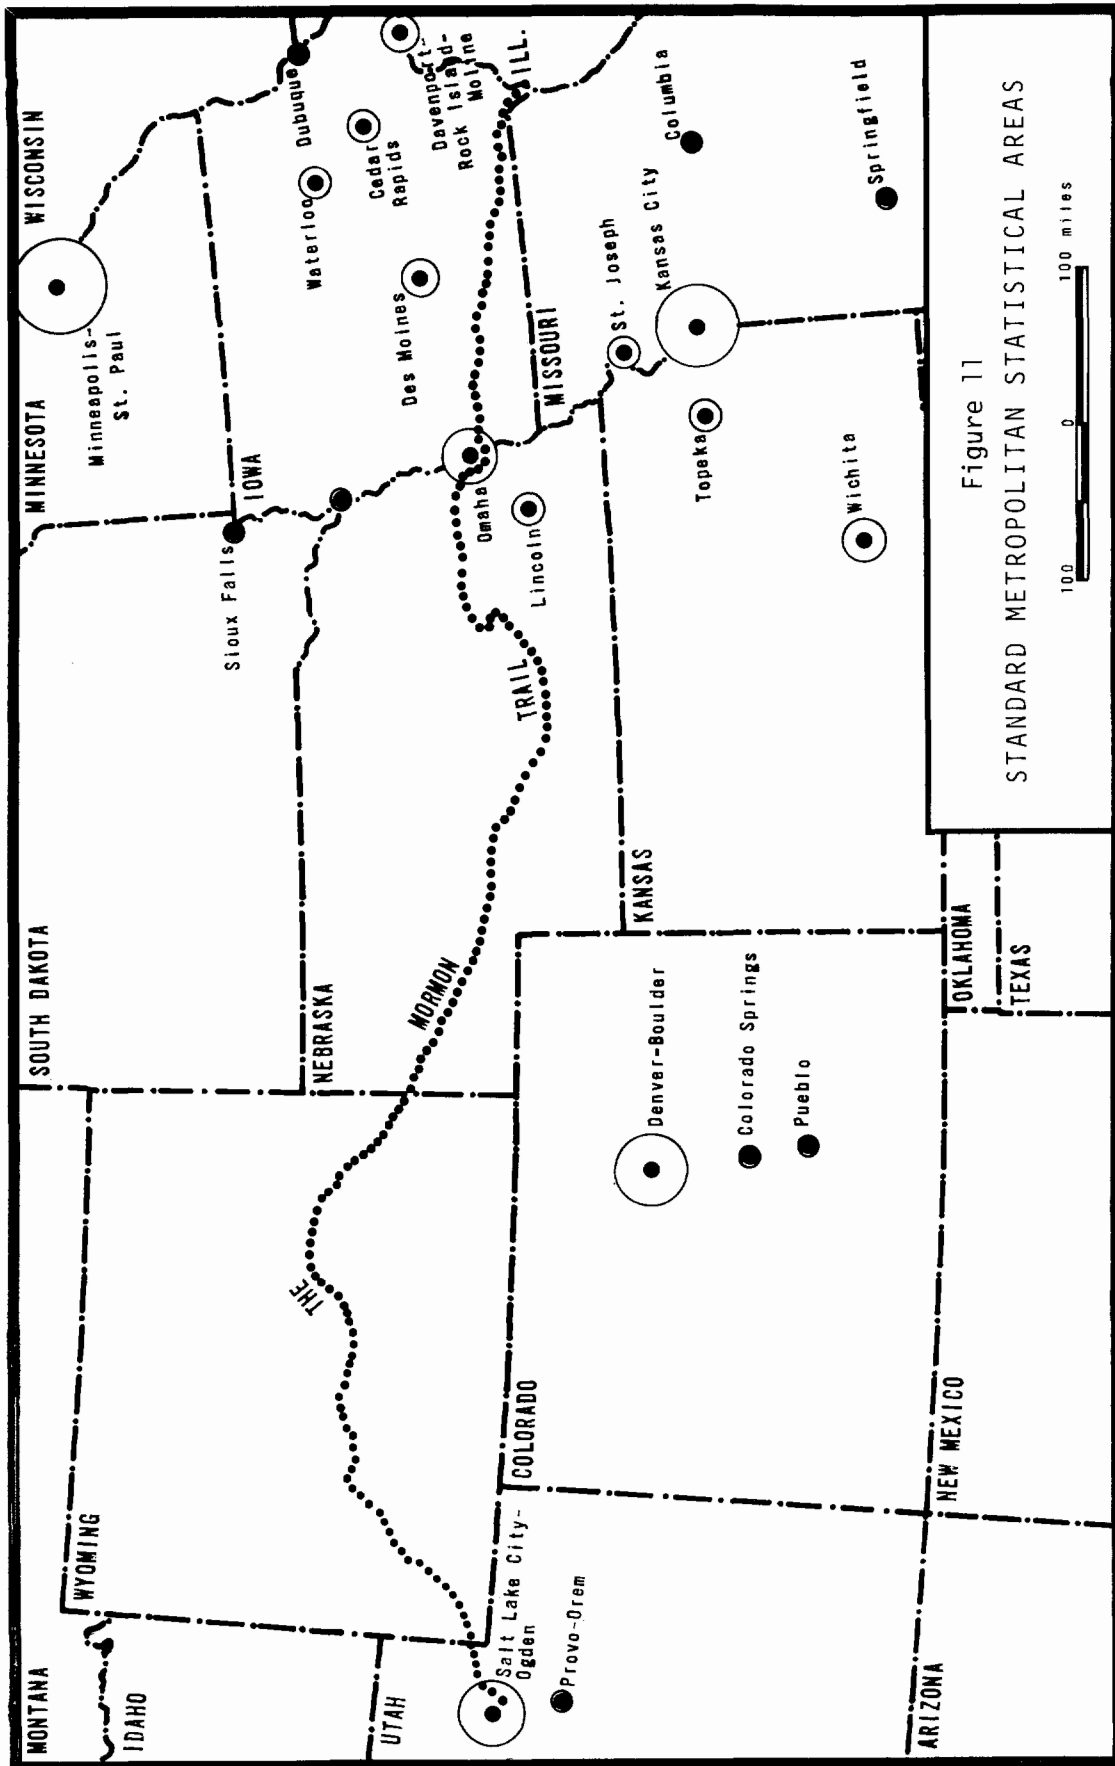 MONTANA
IDAHO
WYOMING
SOUTH DAKOTA
MINNESOTA
WISCONSIN
Minneapolis-
St. Paul
Sioux Falls
IOWA
Waterloo
Dubuque
Cedar
Rapids
Davenport-
Rock Island-
Moline
ILL.
Des Moines
NEBRASKA
Omaha
Lincoln
THE
MORMON
TRAIL
UTAH
Salt Lake City-
Ogden
Provo-Orem
COLORADO
Denver-Boulder
Colorado Springs
Pueblo
KANSAS
MISSOURI
St. Joseph
Kansas City
Columbia
Topeka
Wichita
Springfield
ARIZONA
NEW MEXICO
OKLAHOMA
TEXAS
Figure 11
STANDARD METROPOLITAN STATISTICAL AREAS
100 0 100 miles